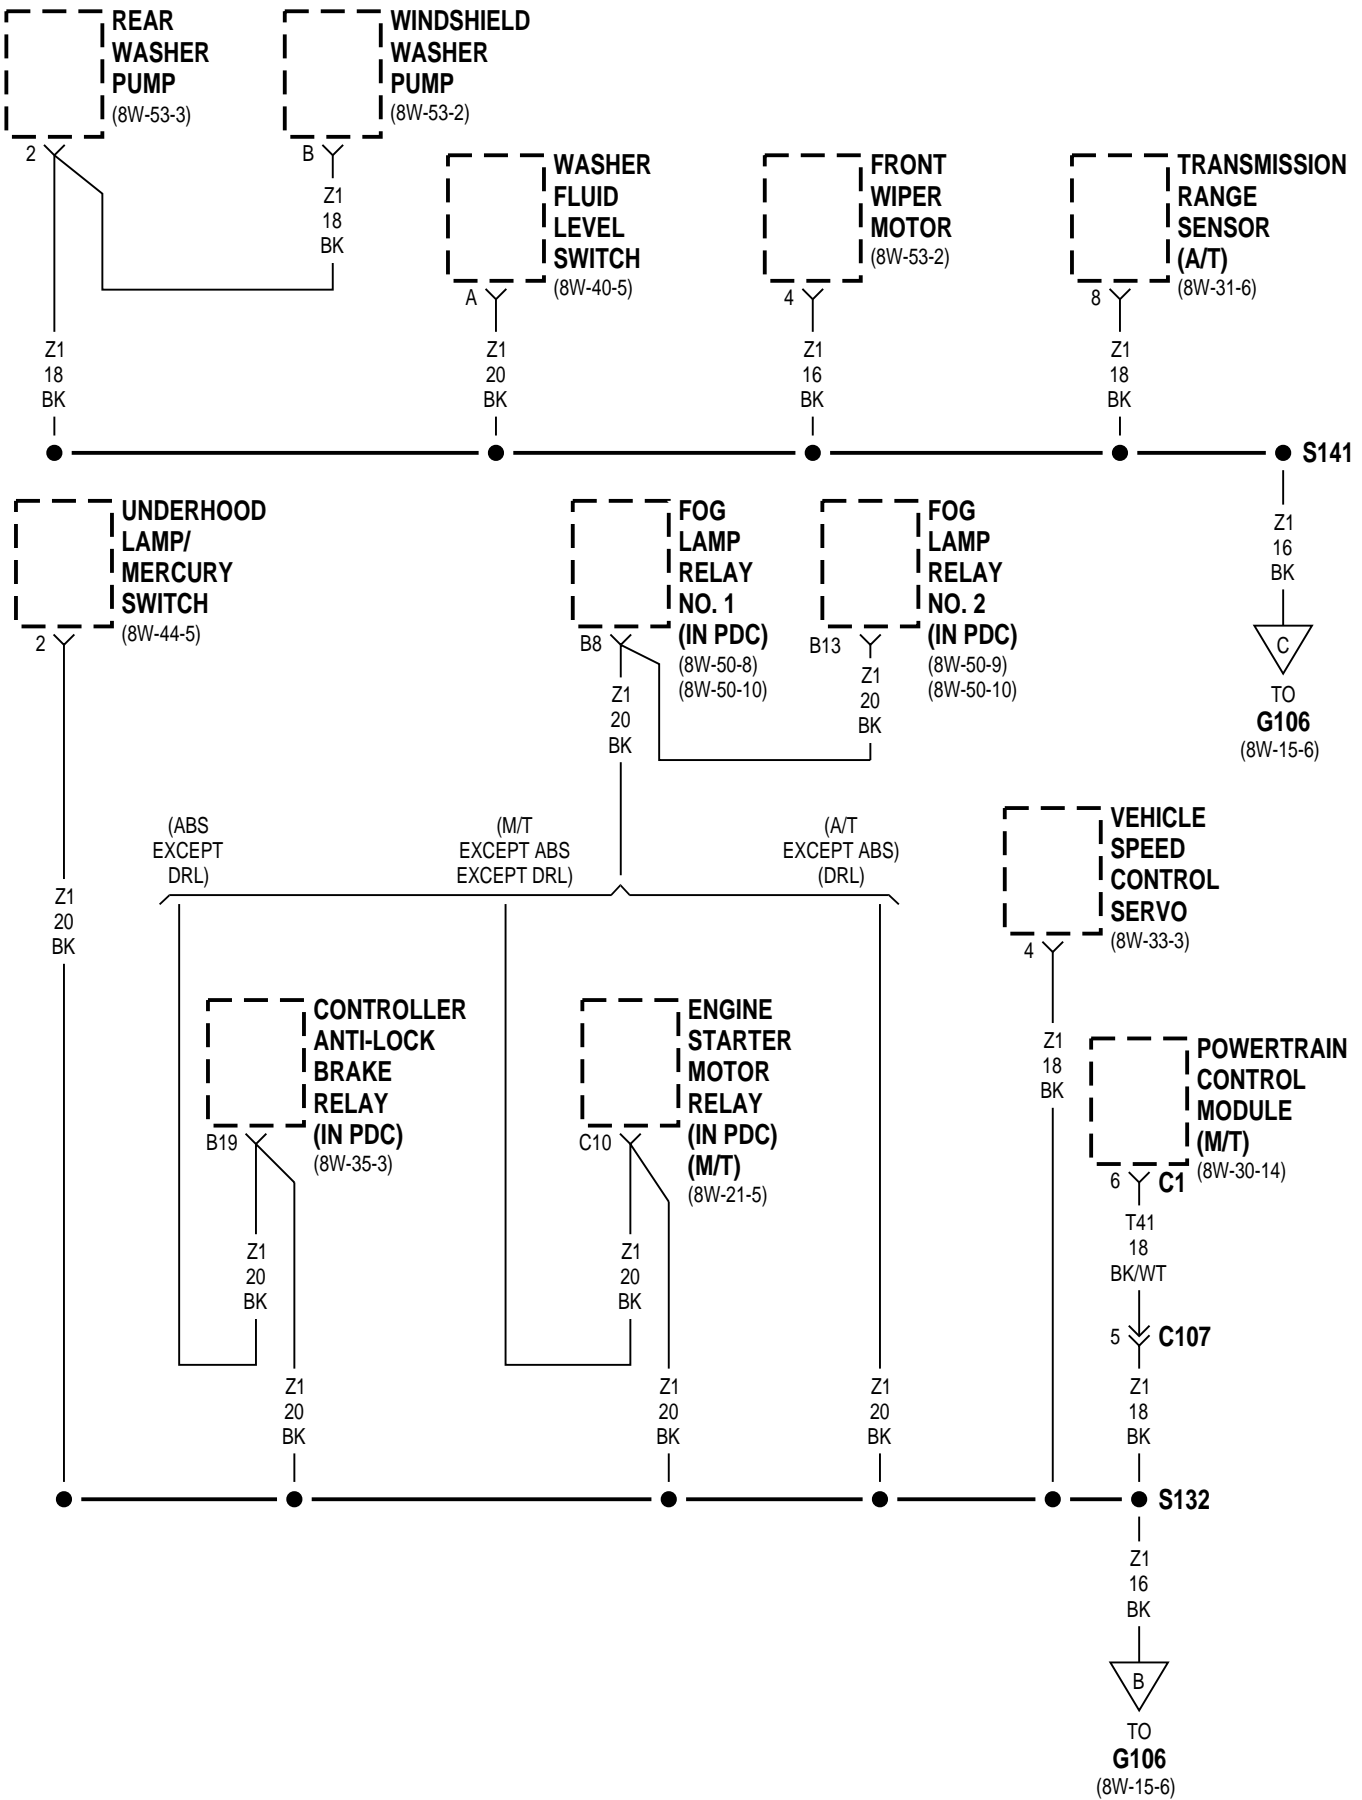 REAR
WASHER
PUMP
(8W-53-3)
2
WINDSHIELD
WASHER
PUMP
(8W-53-2)
B
Z1
18
BK
WASHER
FLUID
LEVEL
SWITCH
(8W-40-5)
A
FRONT
WIPER
MOTOR
(8W-53-2)
4
TRANSMISSION
RANGE
SENSOR
(A/T)
(8W-31-6)
8
Z1
18
BK
Z1
20
BK
Z1
16
BK
Z1
18
BK
S141
Z1
16
BK
C
TO
G106
(8W-15-6)
UNDERHOOD
LAMP/
MERCURY
SWITCH
(8W-44-5)
2
Z1
20
BK
FOG
LAMP
RELAY
NO. 1
(IN PDC)
(8W-50-8)
(8W-50-10)
B8
Z1
20
BK
FOG
LAMP
RELAY
NO. 2
(IN PDC)
(8W-50-9)
(8W-50-10)
B13
Z1
20
BK
(ABS
EXCEPT
DRL)
(M/T
EXCEPT ABS
EXCEPT DRL)
(A/T
EXCEPT ABS)
(DRL)
VEHICLE
SPEED
CONTROL
SERVO
(8W-33-3)
4
Z1
18
BK
CONTROLLER
ANTI-LOCK
BRAKE
RELAY
(IN PDC)
(8W-35-3)
B19
Z1
20
BK
ENGINE
STARTER
MOTOR
RELAY
(IN PDC)
(M/T)
(8W-21-5)
C10
Z1
20
BK
POWERTRAIN
CONTROL
MODULE
(M/T)
(8W-30-14)
6
C1
T41
18
BK/WT
5
C107
Z1
20
BK
Z1
20
BK
Z1
20
BK
Z1
18
BK
S132
Z1
16
BK
B
TO
G106
(8W-15-6)